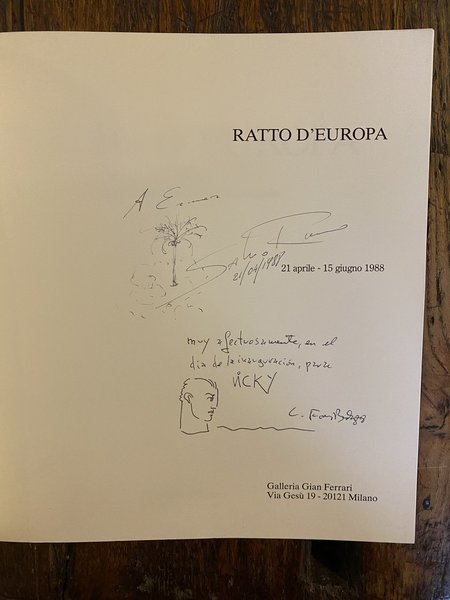 RATTO D'EUROPA
A
Salvo
21/04/1988
21 aprile - 15 giugno 1988
muy afectuosamente, en el
dia de la inauguración, para
VICKY
C.
Galleria Gian Ferrari
Via Gesù 19 - 20121 Milano